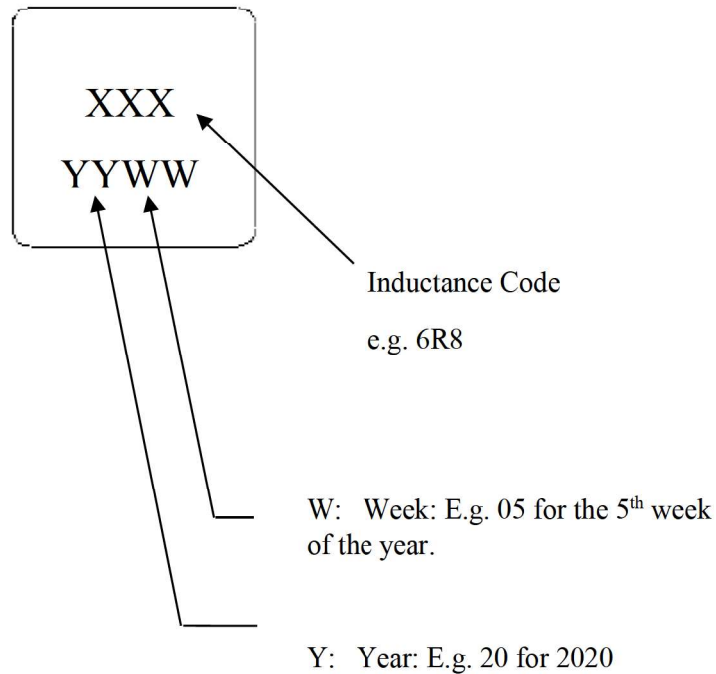 XXX
YYWW
Inductance Code
e.g. 6R8
W: Week: E.g. 05 for the 5th week
of the year.
Y: Year: E.g. 20 for 2020